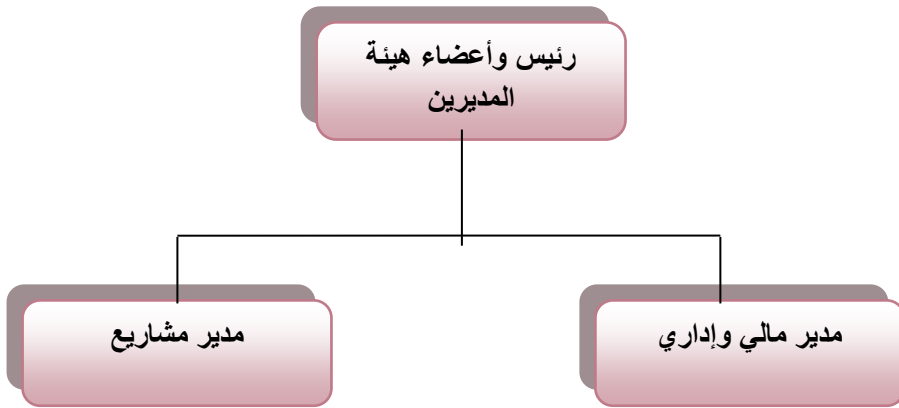 رئيس وأعضاء هيئة
المديرين
مدير مالي وإداري
مدير مشاريع